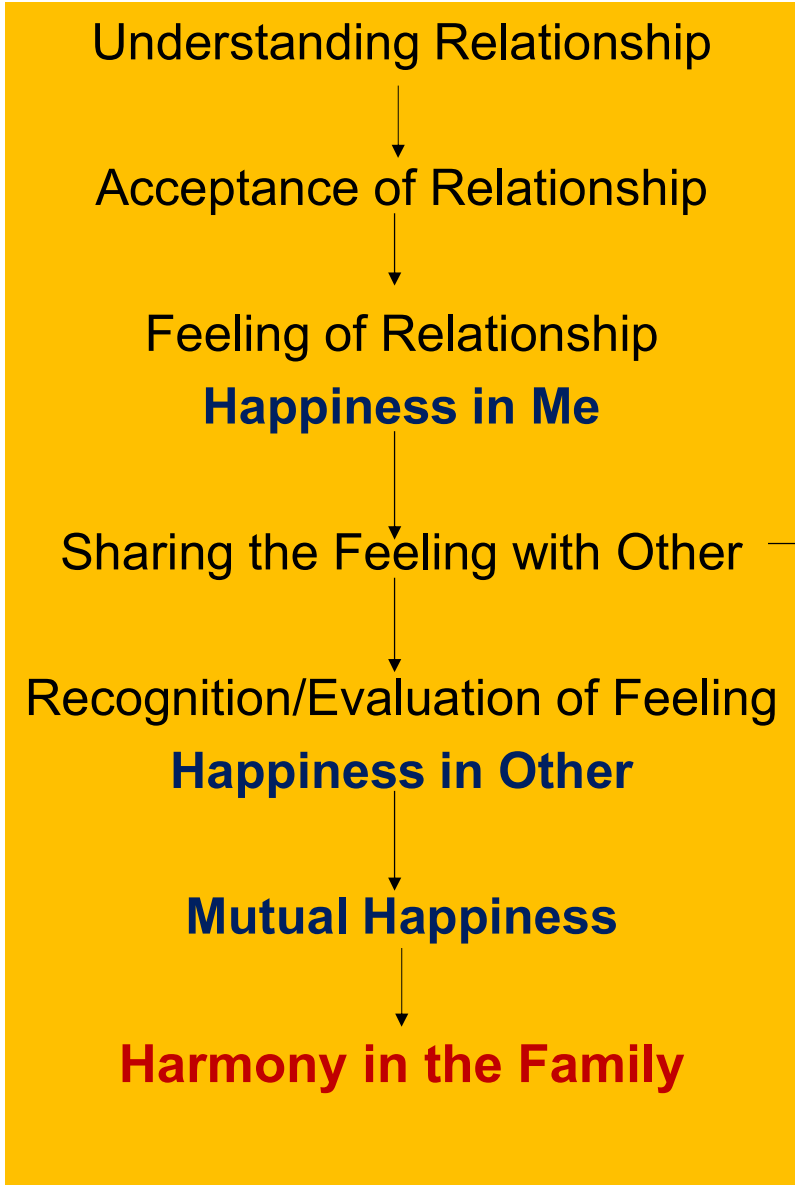 Understanding Relationship
Acceptance of Relationship
Feeling of Relationship
Happiness in Me
Sharing the Feeling with Other
Recognition/Evaluation of Feeling
Happiness in Other
Mutual Happiness
Harmony in the Family